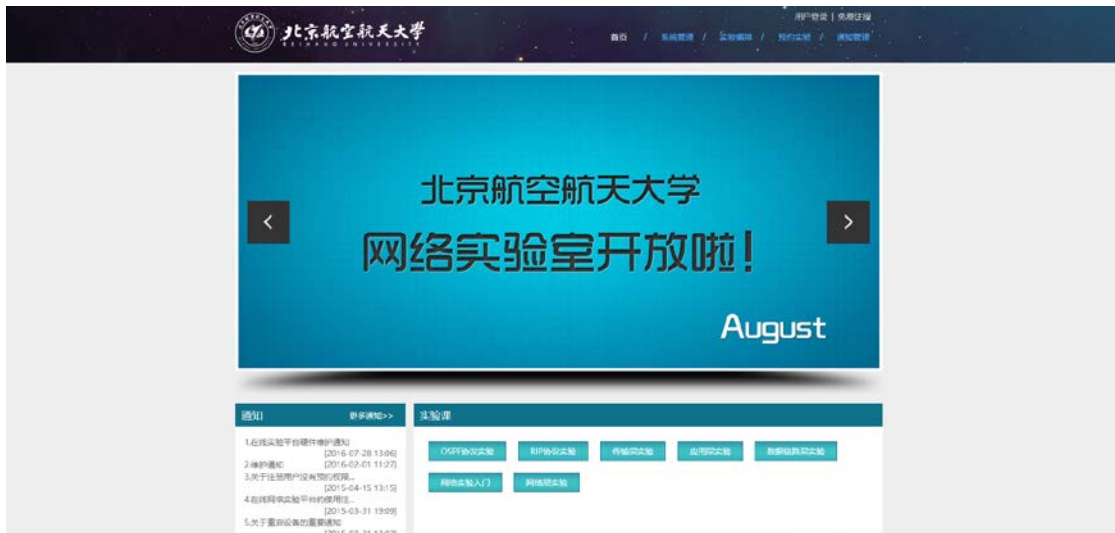 北京航空航天大學
BEIHANG UNIVERSITY
用户登录 | 免费注册
首页 / 系统管理 / 实验编排 / 预约实验 / 通知管理
北京航空航天大学
网络实验室开放啦！
August
通知 更多通知>>
1.在线实验平台硬件维护通知
[2016-07-28 13:06]
2.维护通知 [2016-02-01 11:27]
3.关于注册用户没有预约权限...
[2015-04-15 13:15]
4.在线网络实验平台的使用注...
[2015-03-31 19:09]
5.关于重启设备的重要通知
实验课
OSPF协议实验 RIP协议实验 传输层实验 应用层实验 数据链路层实验
网络实验入门 网络层实验